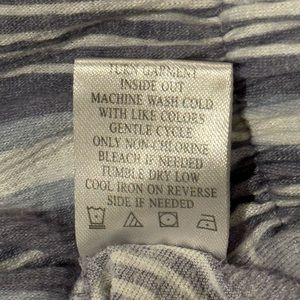 TURN GARMENT
INSIDE OUT
MACHINE WASH COLD
WITH LIKE COLORS
GENTLE CYCLE
ONLY NON-CHLORINE
BLEACH IF NEEDED
TUMBLE DRY LOW
COOL IRON ON REVERSE
SIDE IF NEEDED